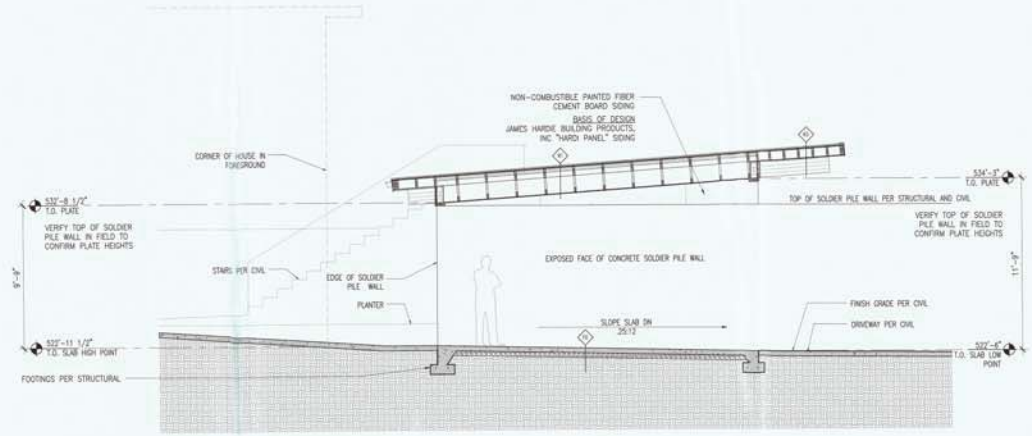 NON-COMBUSTIBLE PAINTED FIBER
CEMENT BOARD SIDING
BASIS OF DESIGN
JAMES HARDIE BUILDING PRODUCTS,
INC "HARDI PANEL" SIDING
CORNER OF HOUSE IN
FOREGROUND
532'-8 1/2"
T.O. PLATE
VERIFY TOP OF SOLDIER
PILE WALL IN FIELD TO
CONFIRM PLATE HEIGHTS
9'-9"
STAIRS PER CIVIL
EDGE OF SOLDIER
PILE WALL
PLANTER
EXPOSED FACE OF CONCRETE SOLDIER PILE WALL
534'-3"
T.O. PLATE
TOP OF SOLDIER PILE WALL PER STRUCTURAL AND CIVIL
VERIFY TOP OF SOLDIER
PILE WALL IN FIELD TO
CONFIRM PLATE HEIGHTS
11'-9"
FINISH GRADE PER CIVIL
DRIVEWAY PER CIVIL
SLOPE SLAB DN
.25:12
522'-11 1/2"
T.O. SLAB HIGH POINT
522'-6"
T.O. SLAB LOW
POINT
FOOTINGS PER STRUCTURAL